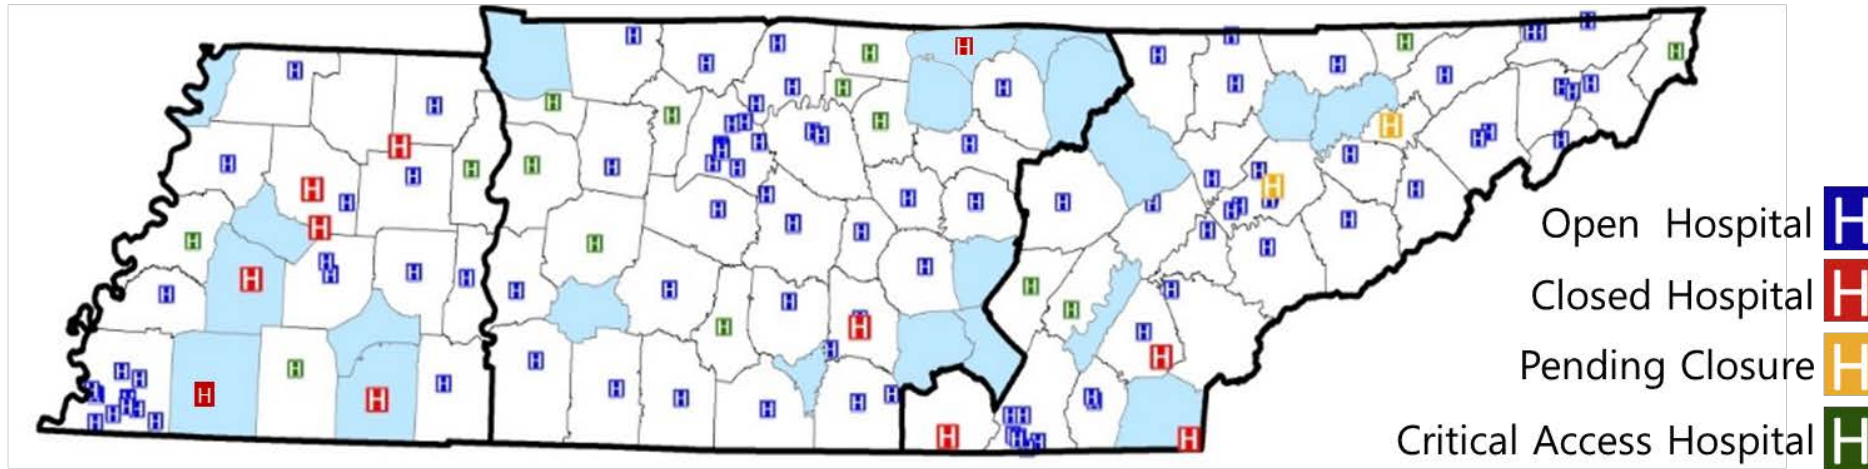 Open Hospital H
Closed Hospital H
Pending Closure H
Critical Access Hospital H